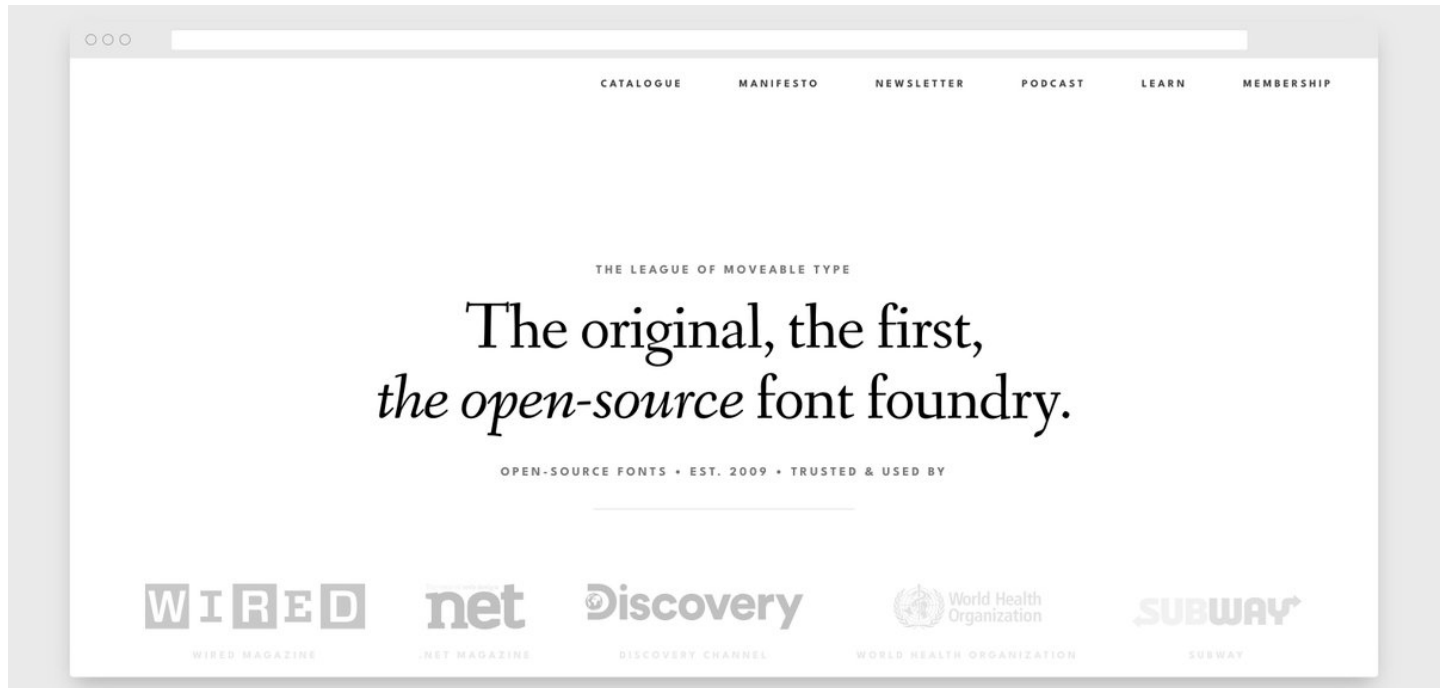 CATALOGUE MANIFESTO NEWSLETTER PODCAST LEARN MEMBERSHIP
THE LEAGUE OF MOVEABLE TYPE
The original, the first,
the open-source font foundry.
OPEN-SOURCE FONTS • EST. 2009 • TRUSTED & USED BY
WIRED net Discovery World Health Organization SUBWAY
WIRED MAGAZINE .NET MAGAZINE DISCOVERY CHANNEL WORLD HEALTH ORGANIZATION SUBWAY